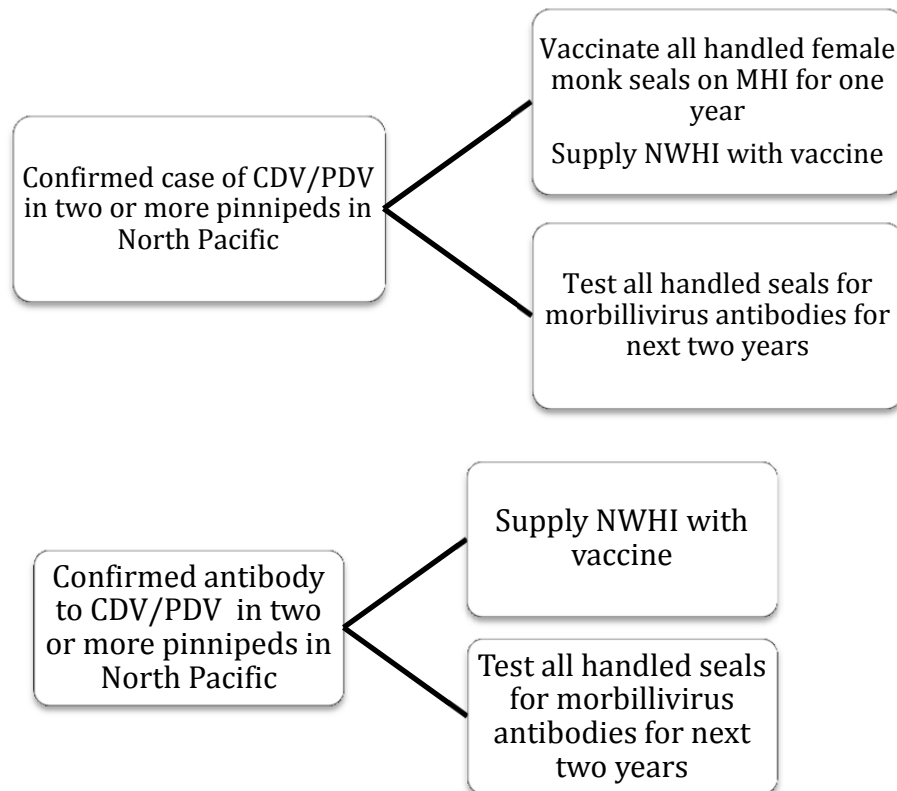 Vaccinate all handled female
monk seals on MHI for one
year
Supply NWHI with vaccine
Confirmed case of CDV/PDV
in two or more pinnipeds in
North Pacific
Test all handled seals for
morbillivirus antibodies for
next two years
Supply NWHI with
vaccine
Confirmed antibody
to CDV/PDV in two
or more pinnipeds in
North Pacific
Test all handled seals
for morbillivirus
antibodies for next
two years